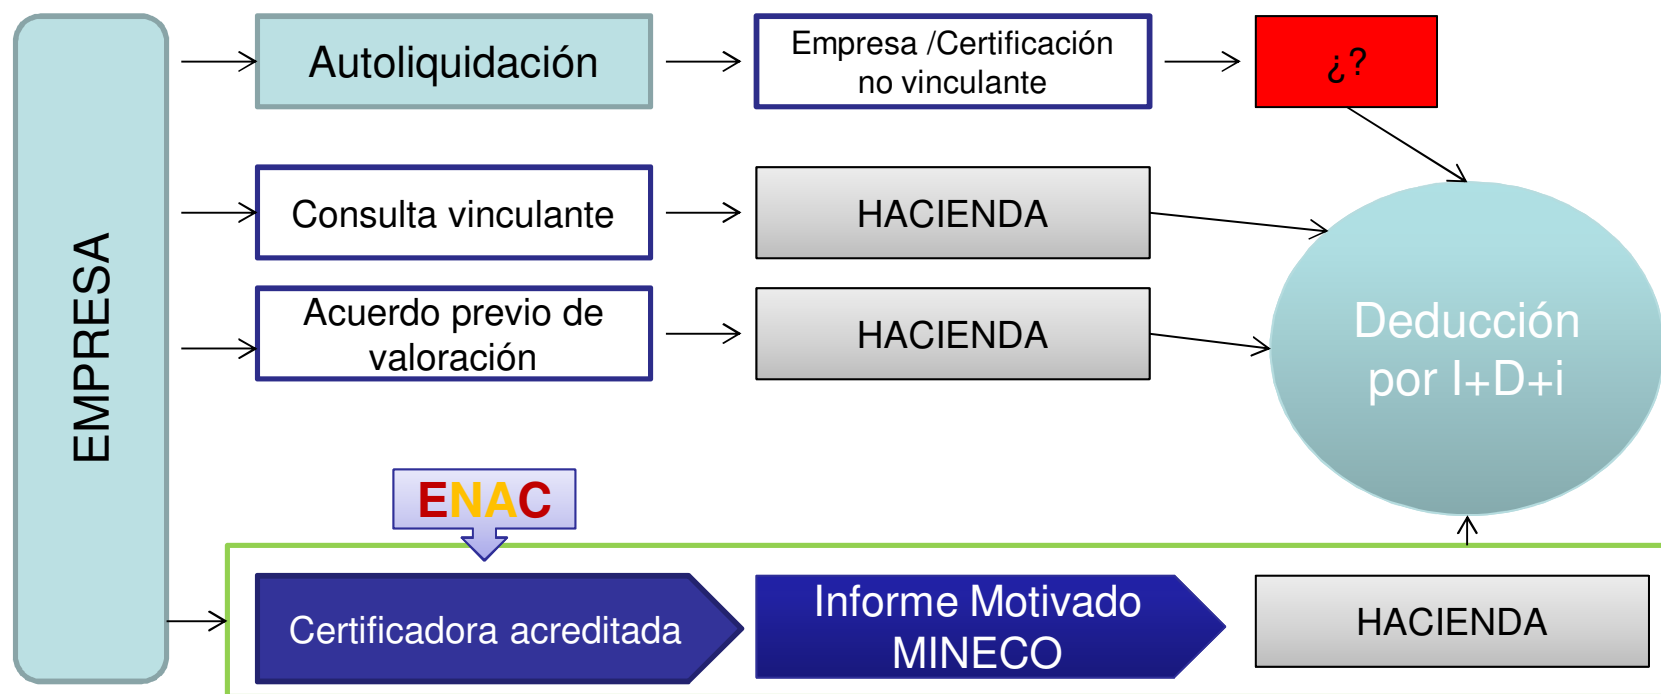 EMPRESA
Autoliquidación
Empresa /Certificación
no vinculante
¿?
Consulta vinculante
HACIENDA
Acuerdo previo de
valoración
HACIENDA
Deducción
por I+D+i
ENAC
Certificadora acreditada
Informe Motivado
MINECO
HACIENDA